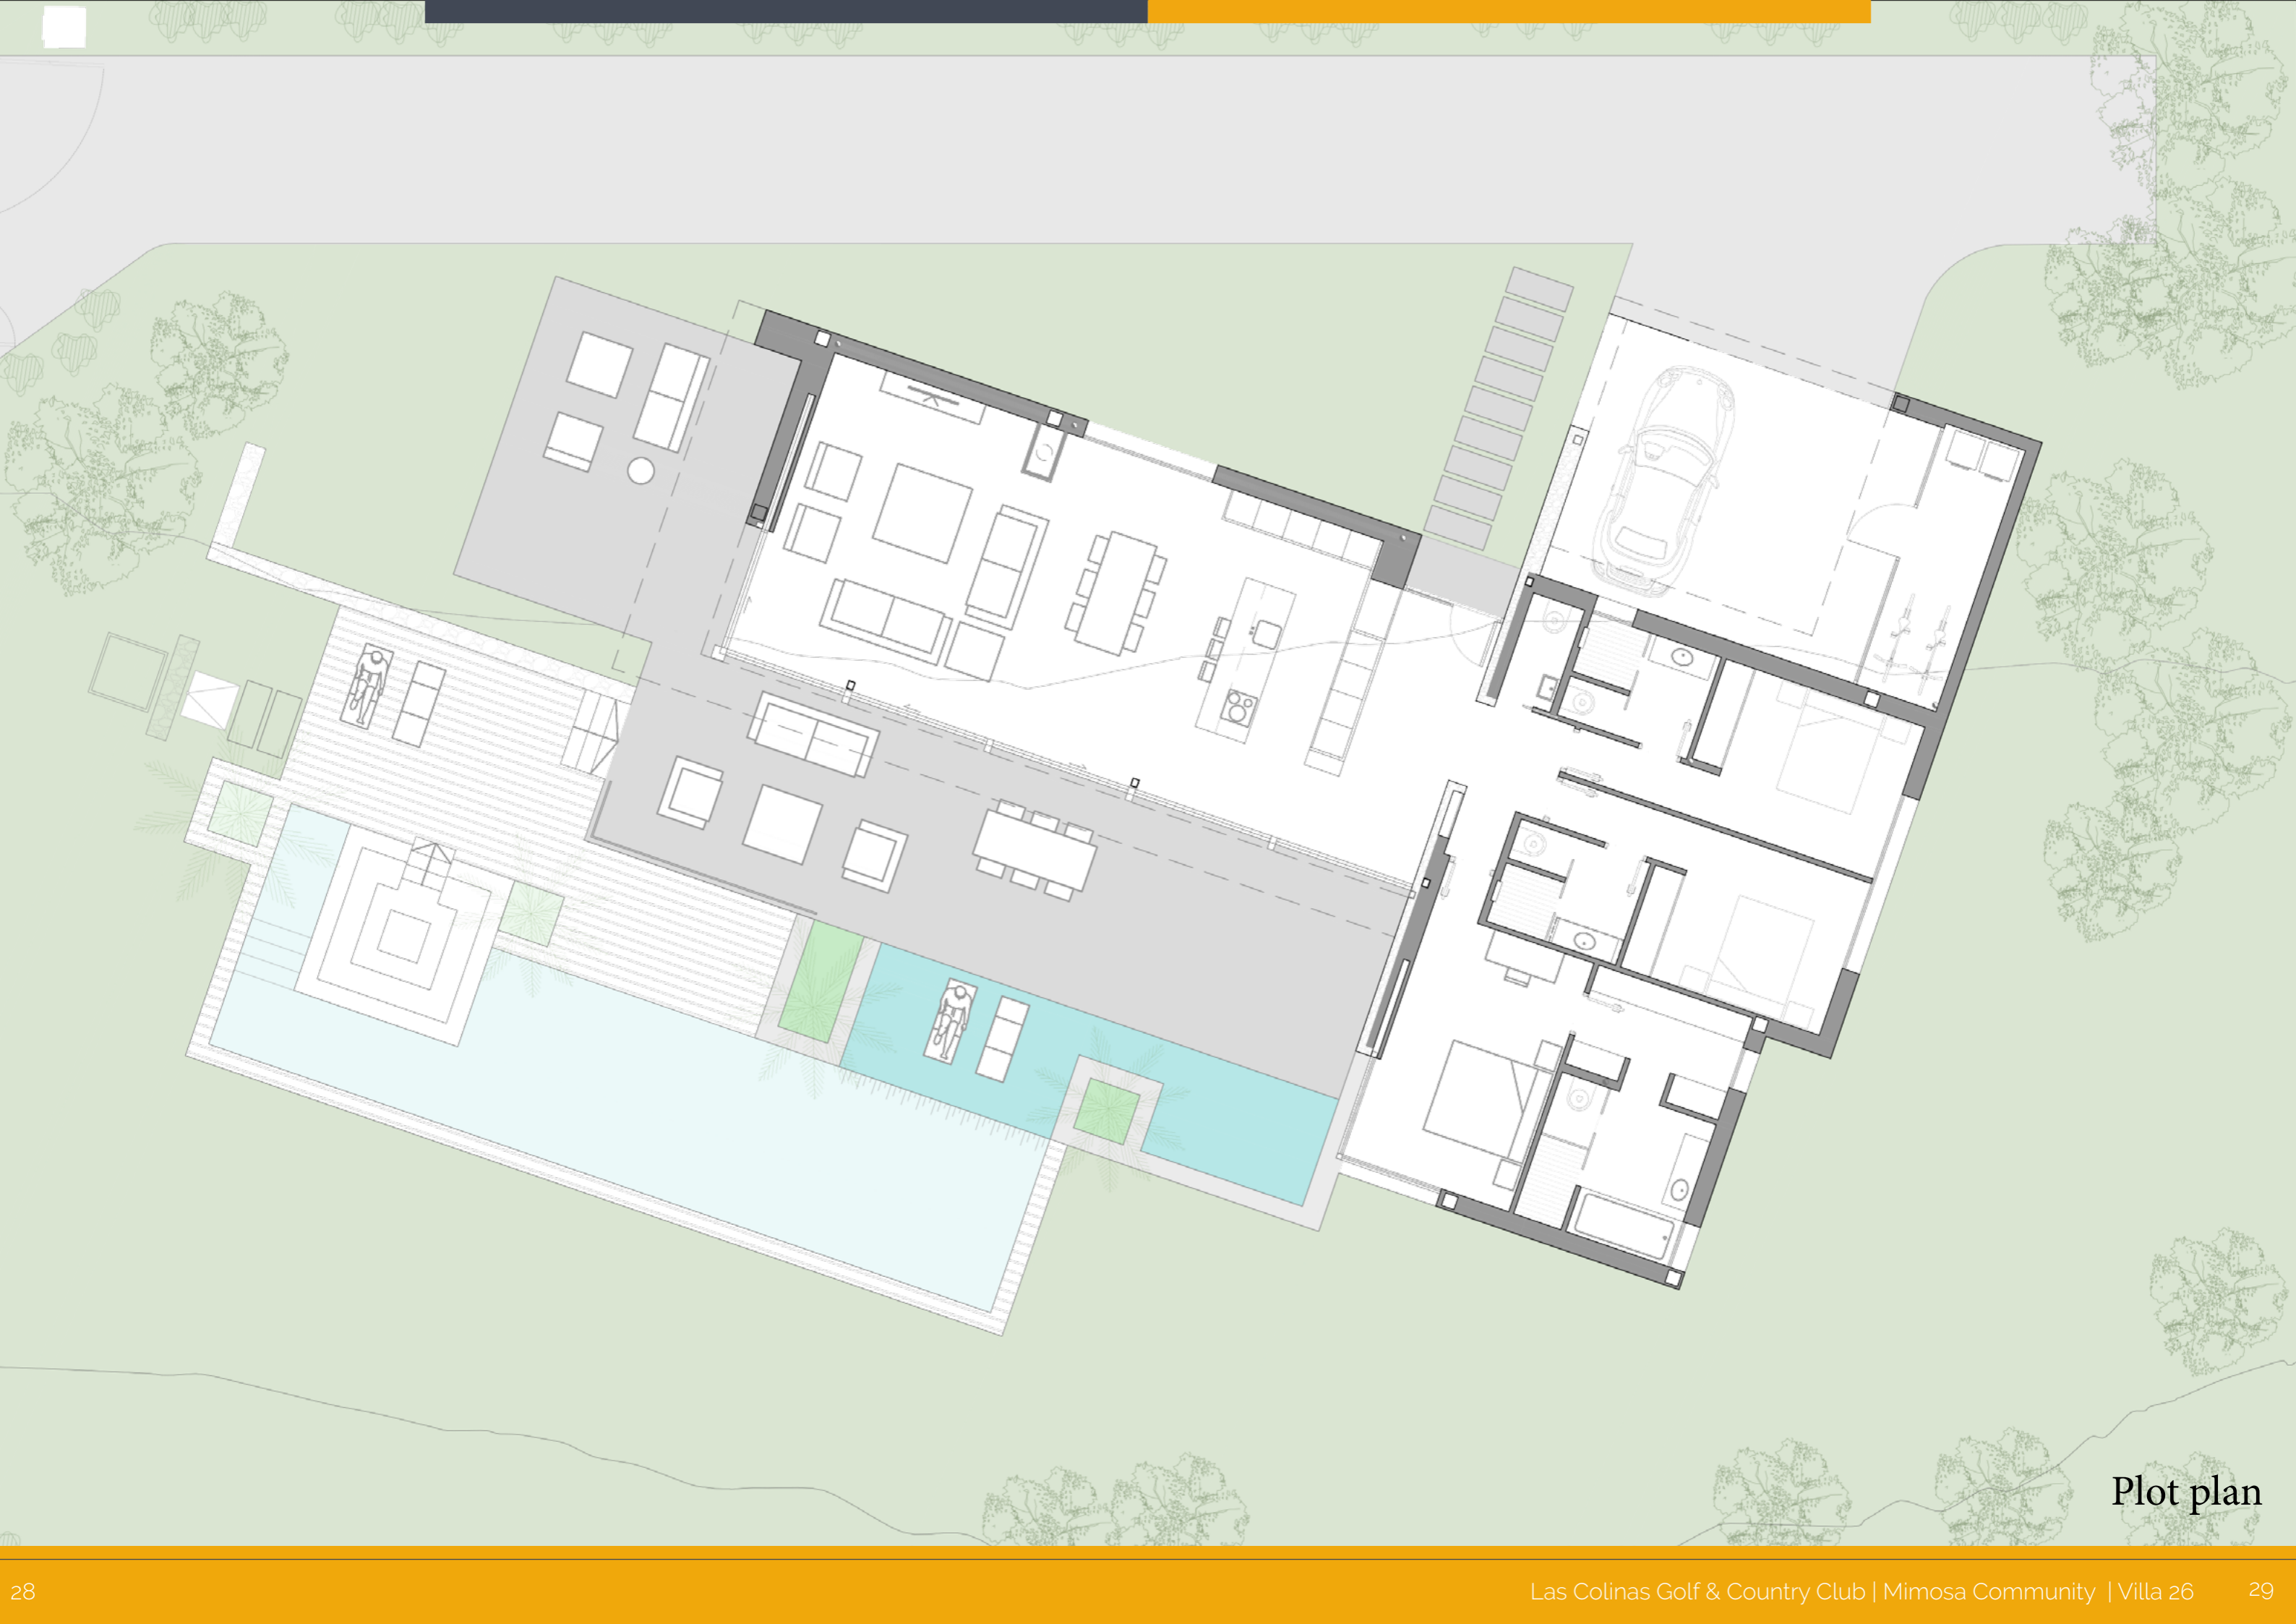 Plot plan
28
Las Colinas Golf & Country Club | Mimosa Community | Villa 26
29